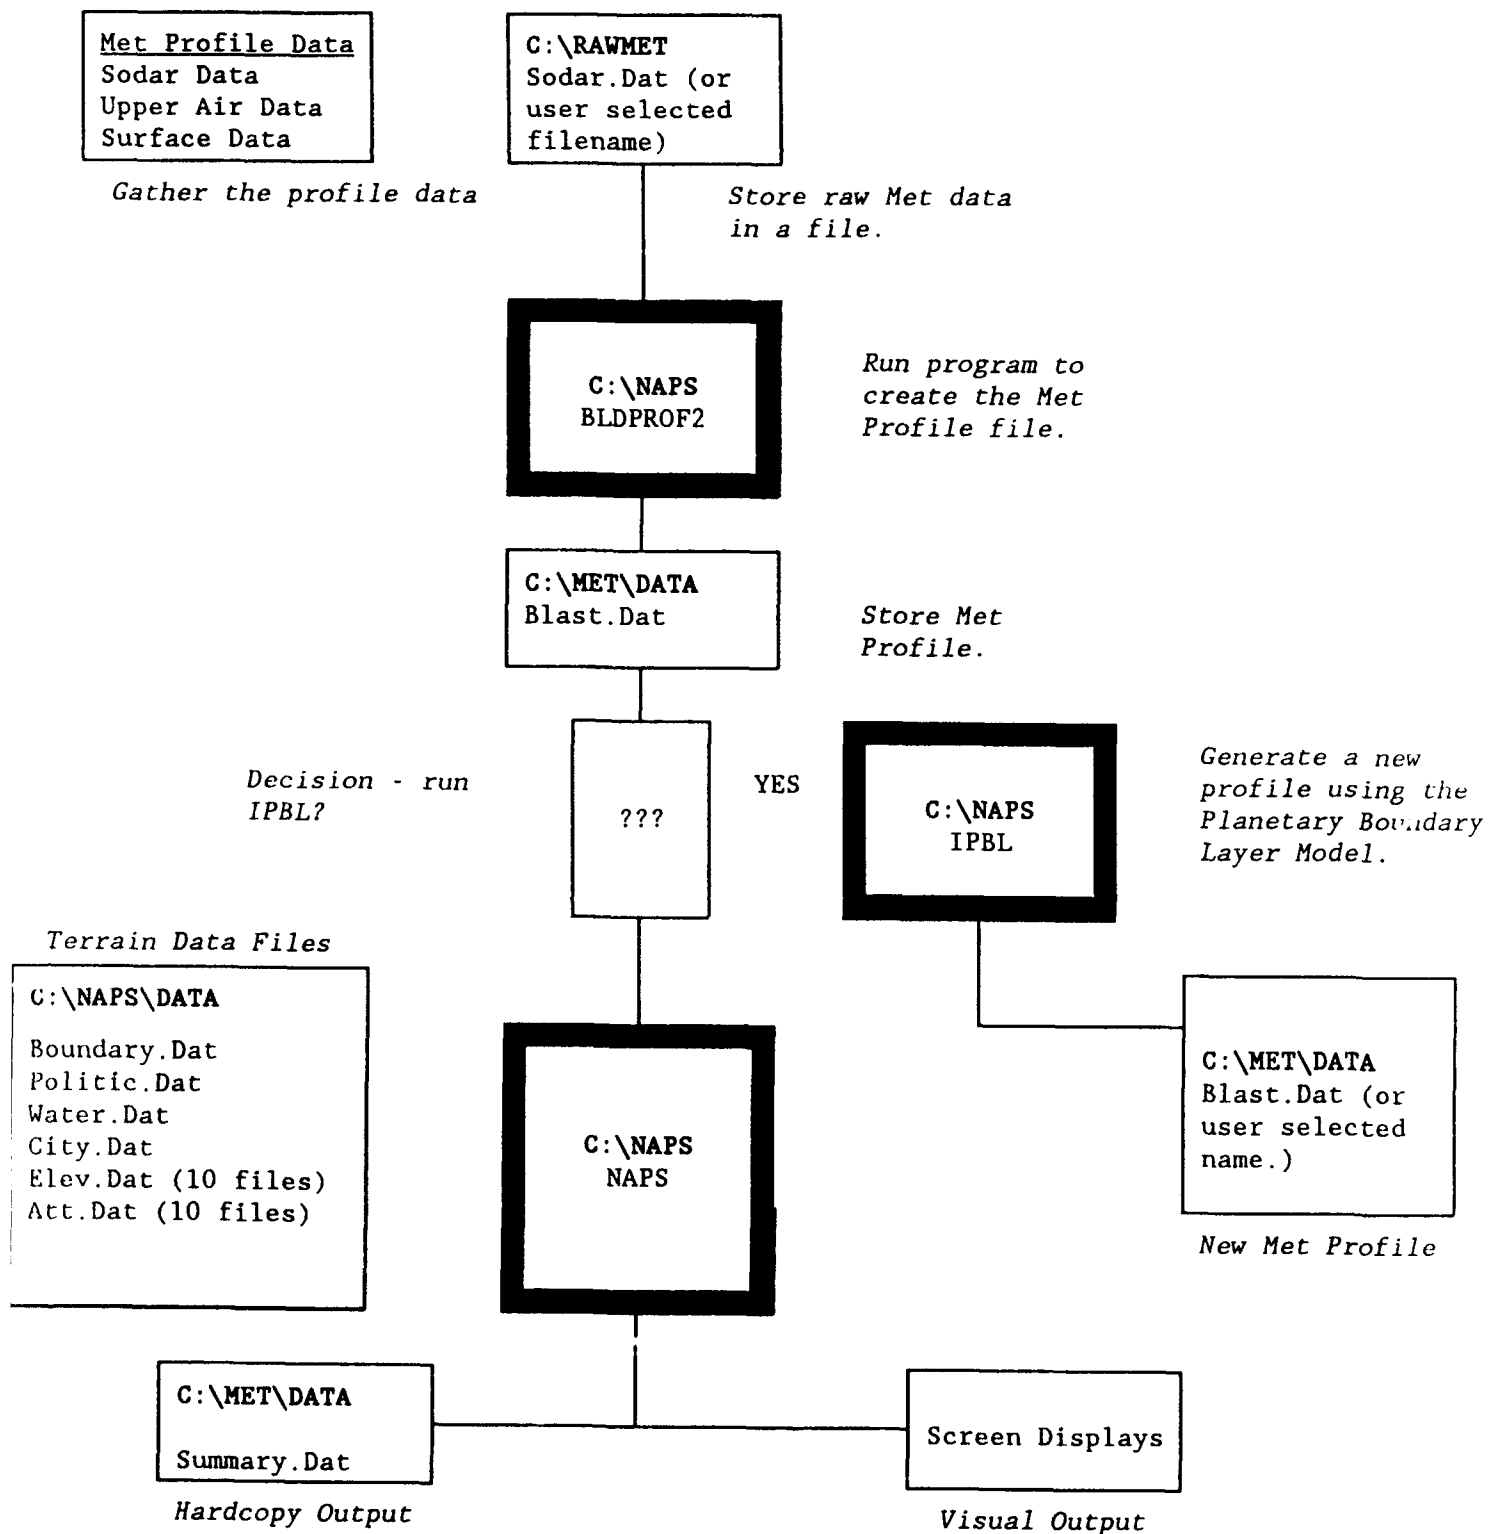 Met Profile Data
Sodar Data
Upper Air Data
Surface Data
Gather the profile data
C:\RAWMET
Sodar.Dat (or
user selected
filename)
Store raw Met data
in a file.
C:\NAPS
BLDPROF2
Run program to
create the Met
Profile file.
C:\MET\DATA
Blast.Dat
Store Met
Profile.
Decision - run
IPBL?
???
YES
C:\NAPS
IPBL
Generate a new
profile using the
Planetary Boundary
Layer Model.
Terrain Data Files
C:\NAPS\DATA
Boundary.Dat
Politic.Dat
Water.Dat
City.Dat
Elev.Dat (10 files)
Att.Dat (10 files)
C:\NAPS
NAPS
C:\MET\DATA
Blast.Dat (or
user selected
name.)
New Met Profile
C:\MET\DATA
Summary.Dat
Hardcopy Output
Screen Displays
Visual Output